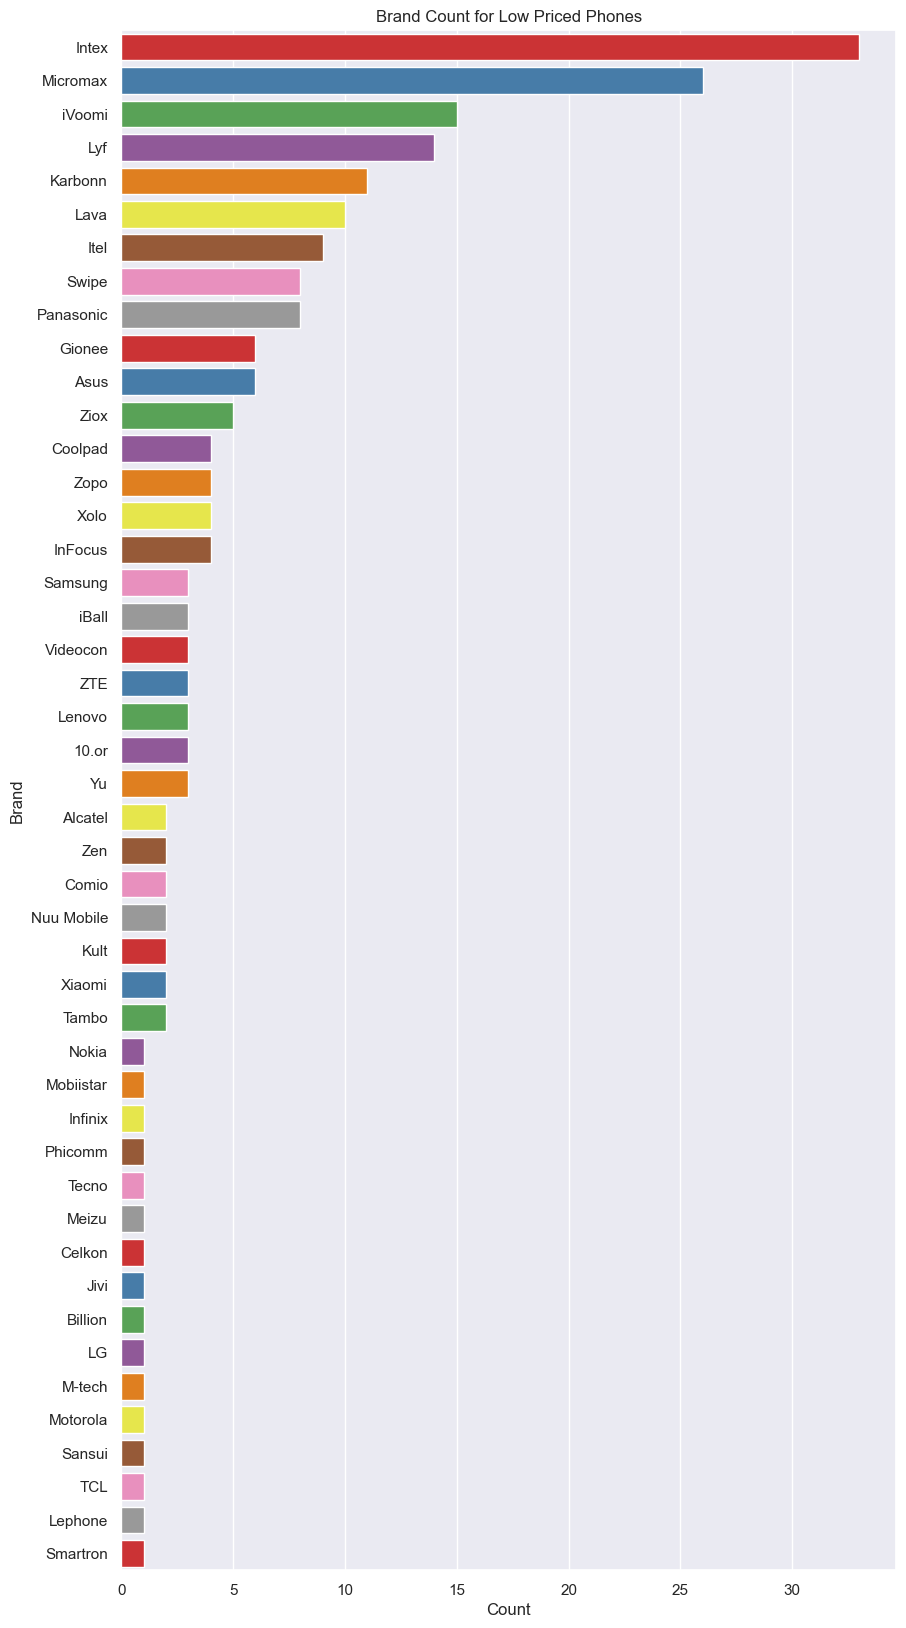 Brand Count for Low Priced Phones
Intex
Micromax
iVoomi
Lyf
Karbonn
Lava
Itel
Swipe
Panasonic
Gionee
Asus
Ziox
Coolpad
Zopo
Xolo
InFocus
Samsung
iBall
Videocon
ZTE
Lenovo
10.or
Yu
Alcatel
Zen
Comio
Nuu Mobile
Kult
Xiaomi
Tambo
Nokia
Mobiistar
Infinix
Phicomm
Tecno
Meizu
Celkon
Jivi
Billion
LG
M-tech
Motorola
Sansui
TCL
Lephone
Smartron
Brand
0 5 10 15 20 25 30
Count